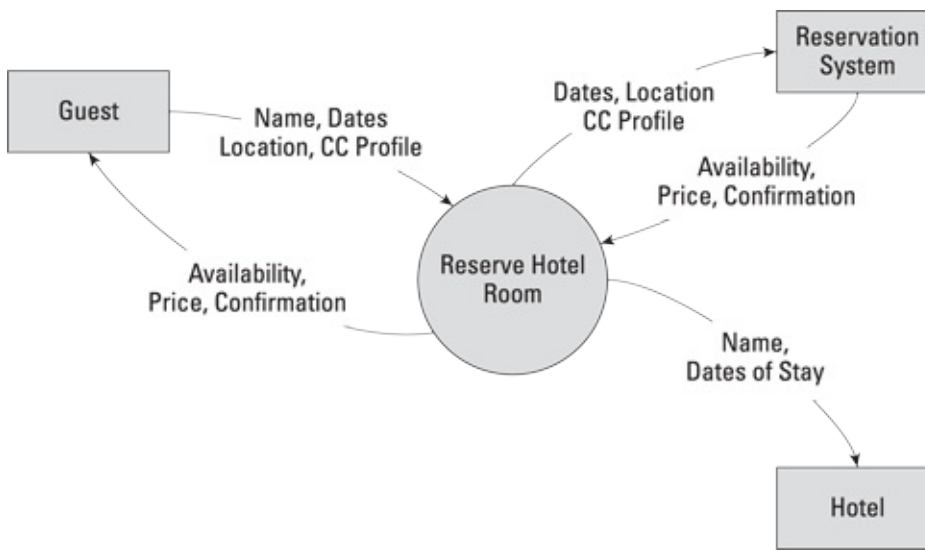 Reservation
System
Guest
Dates, Location
CC Profile
Name, Dates
Location, CC Profile
Availability,
Price, Confirmation
Availability,
Price, Confirmation
Reserve Hotel
Room
Name,
Dates of Stay
Hotel